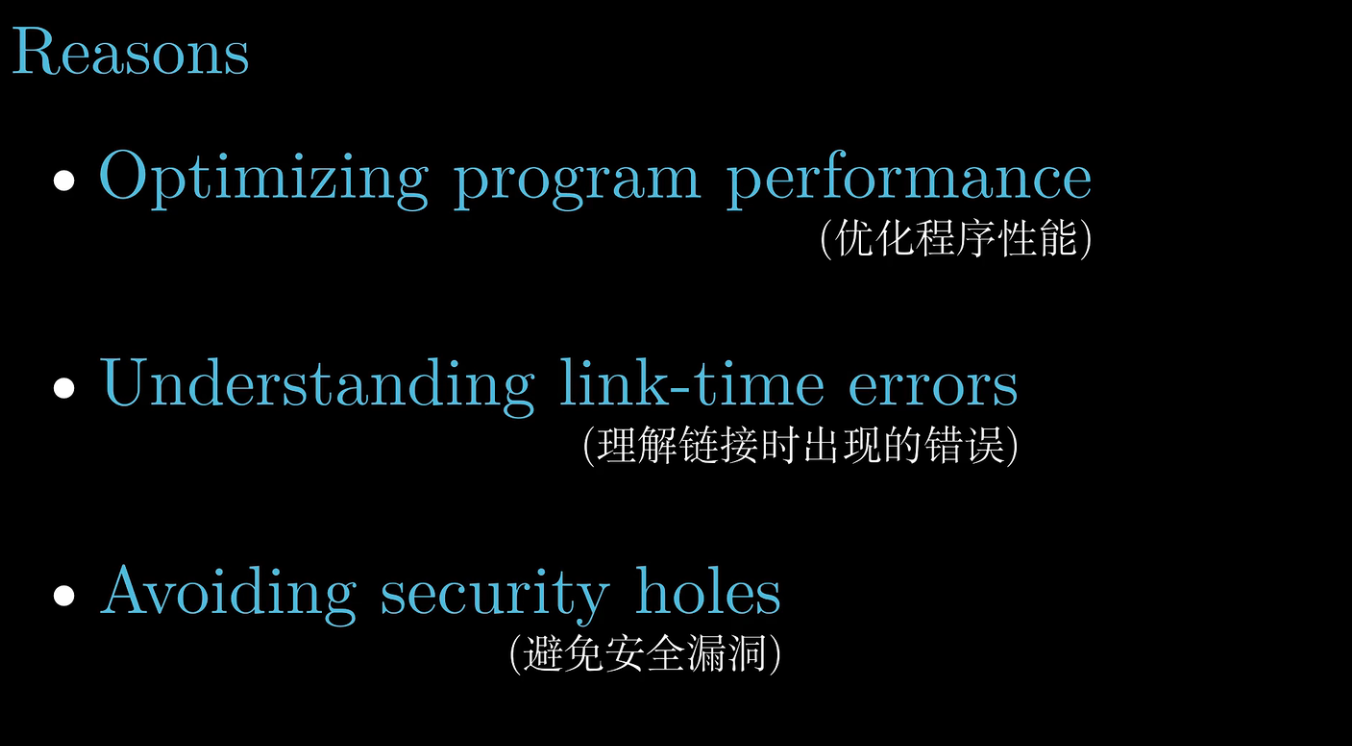 Reasons
• Optimizing program performance
(优化程序性能)
• Understanding link-time errors
(理解链接时出现的错误)
• Avoiding security holes
(避免安全漏洞)